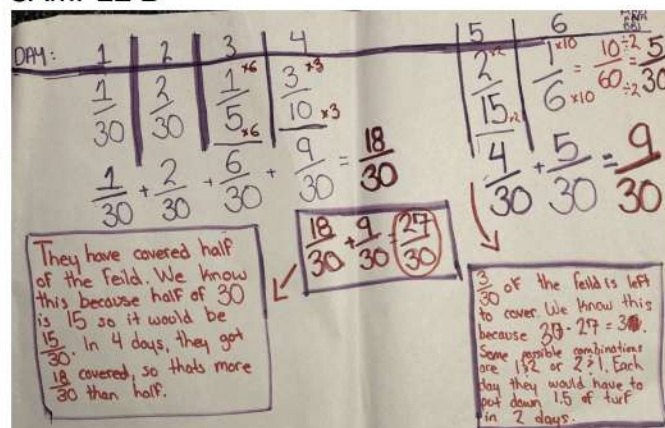 DAY: 1 2 3 4 5 6
1/30 2/30 1/5 ×6 ×6 3/10 ×3 ×3 2/15 ×2 ×2 1/6 ×10 ×10 = 10/60 ÷2 ÷2 = 5/30
1/30 + 2/30 + 6/30 + 9/30 = 18/30
4/30 + 5/30 = 9/30
18/30 + 9/30 = 27/30
They have covered half
of the feild. We know
this because half of 30
is 15 so it would be
15/30. In 4 days, they got
18/30 covered, so thats more
than half.
3/30 of the feild is left
to cover. We know this
because 30 - 27 = 3.
Some possible combinations
are 1 & 2 or 2 & 1. Each
day they would have to
put down 1.5 of turf
in 2 days.